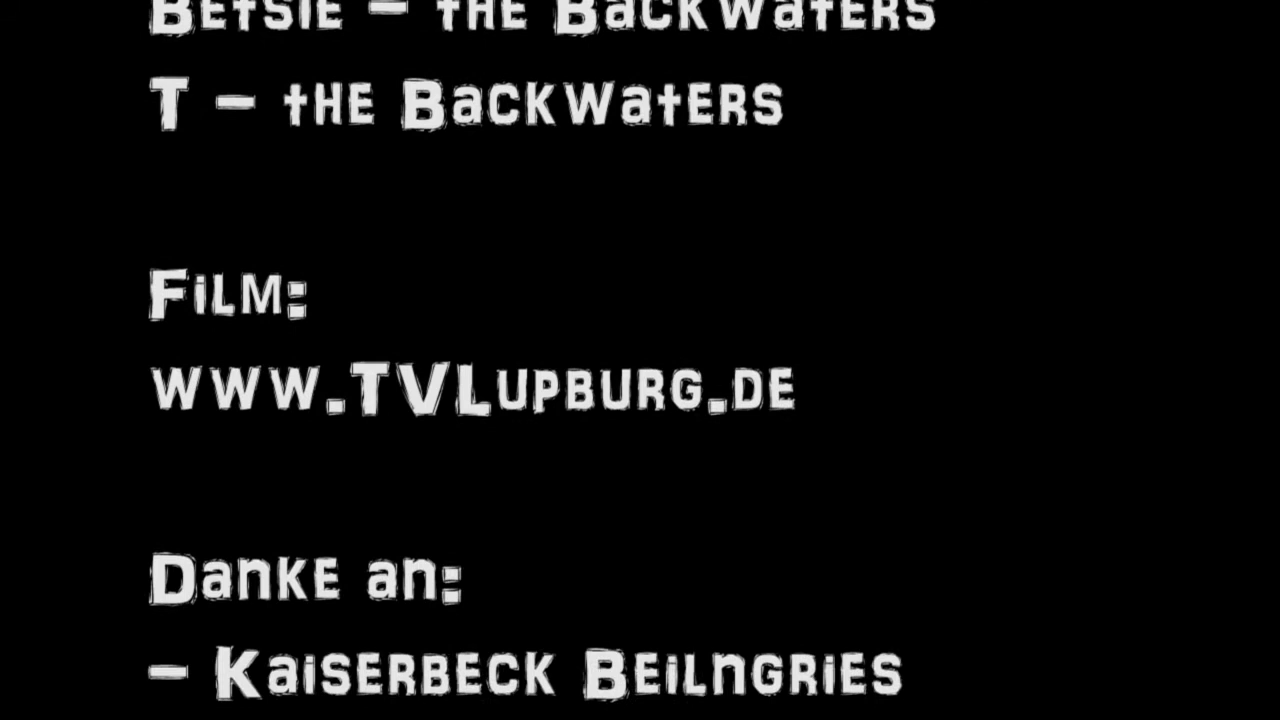 Betsie - the Backwaters
T - the Backwaters
Film:
www.TVLupburg.de
Danke an:
- Kaiserbeck Beilngries